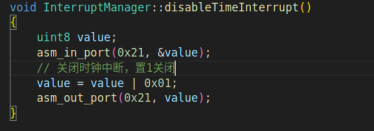 void InterruptManager::disableTimeInterrupt()
{
    uint8 value;
    asm_in_port(0x21, &value);
    // 关闭时钟中断，置1关闭
    value = value | 0x01;
    asm_out_port(0x21, value);
}